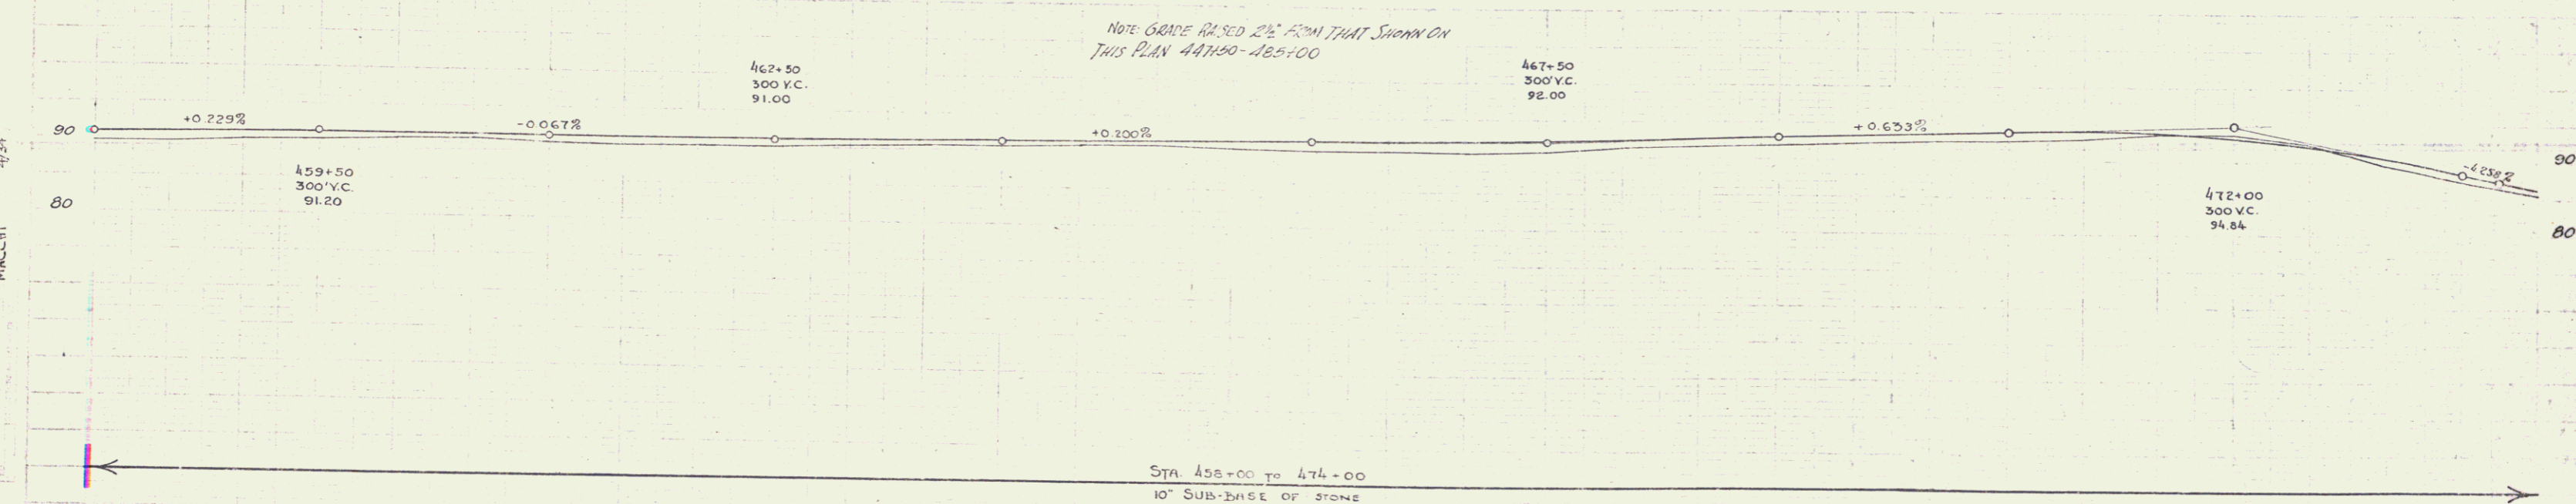 NOTE: GRADE RAISED 2½" FROM THAT SHOWN ON
THIS PLAN 447+50-485+00
462+50
300'V.C.
91.00
467+50
300'V.C.
92.00
+0.229%
-0.067%
+0.200%
+0.633%
-4.258%
90
80
90
80
459+50
300'V.C.
91.20
472+00
300 V.C.
94.84
STA. 458+00 TO 474+00
10" SUB-BASE OF STONE